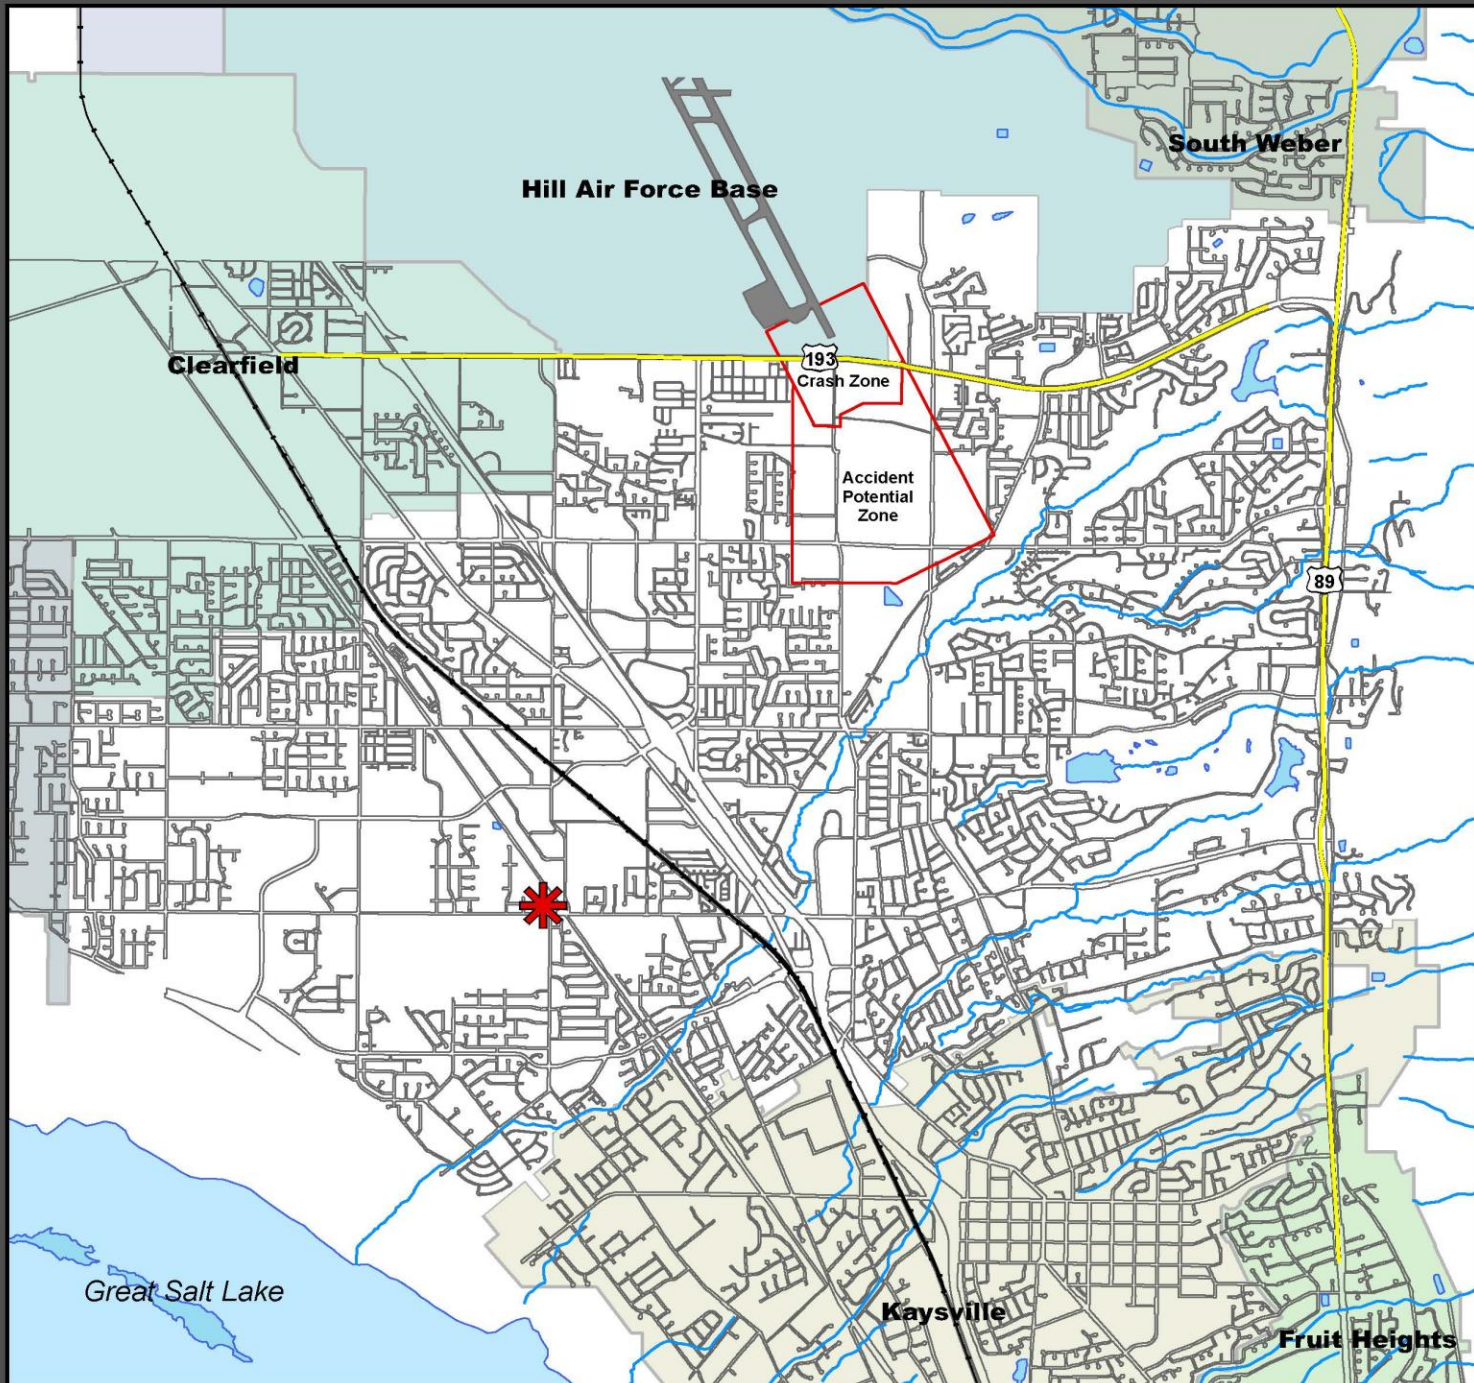 South Weber
Hill Air Force Base
193
Clearfield
Crash Zone
Accident
Potential
Zone
89
Great Salt Lake
Kaysville
Fruit Heights